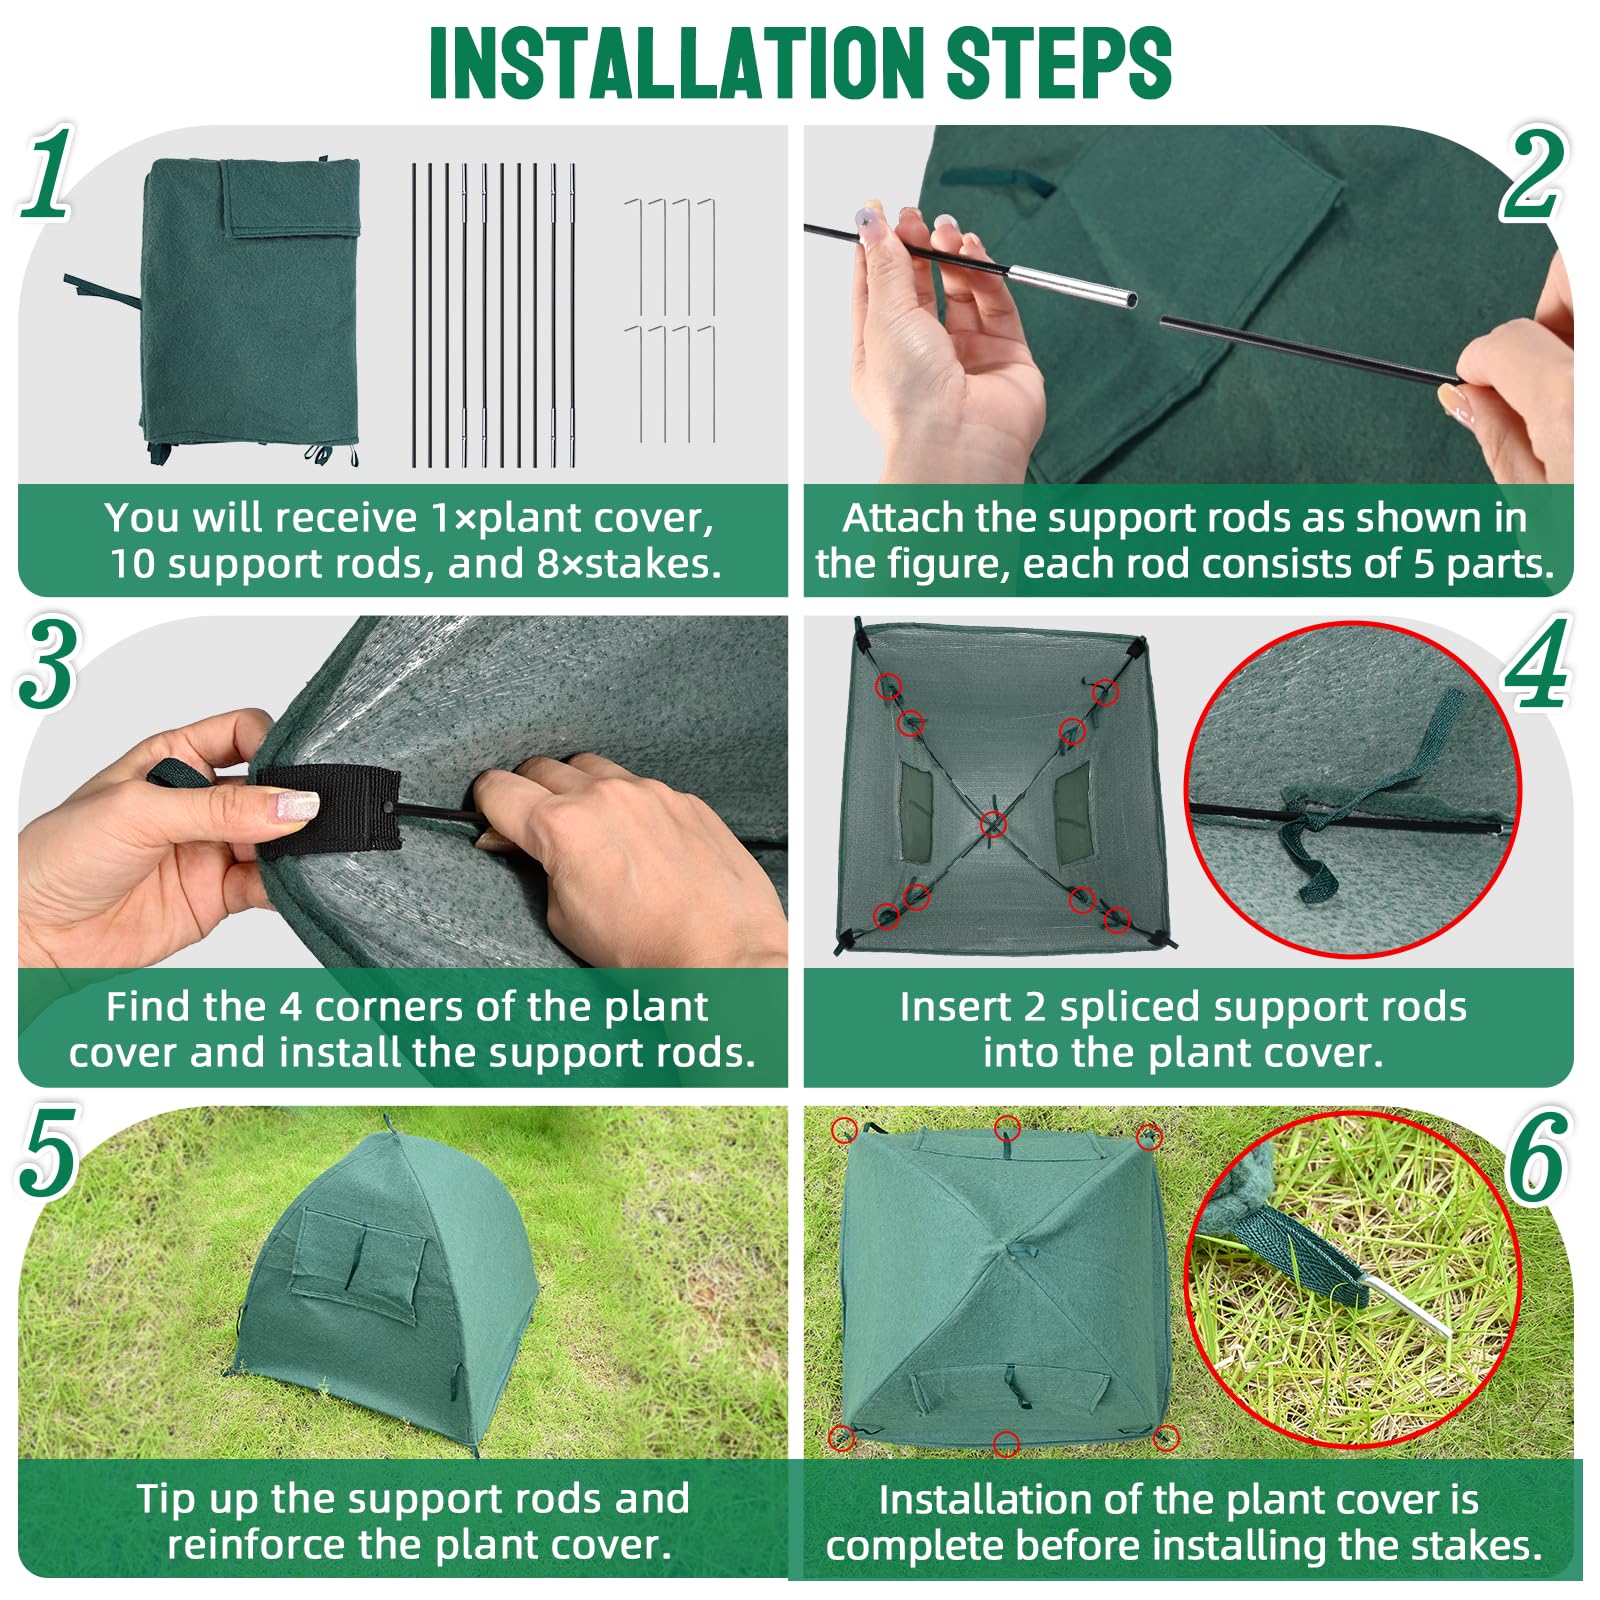 INSTALLATION STEPS
1
You will receive 1×plant cover,
10 support rods, and 8×stakes.
2
Attach the support rods as shown in
the figure, each rod consists of 5 parts.
3
Find the 4 corners of the plant
cover and install the support rods.
4
Insert 2 spliced support rods
into the plant cover.
5
Tip up the support rods and
reinforce the plant cover.
6
Installation of the plant cover is
complete before installing the stakes.